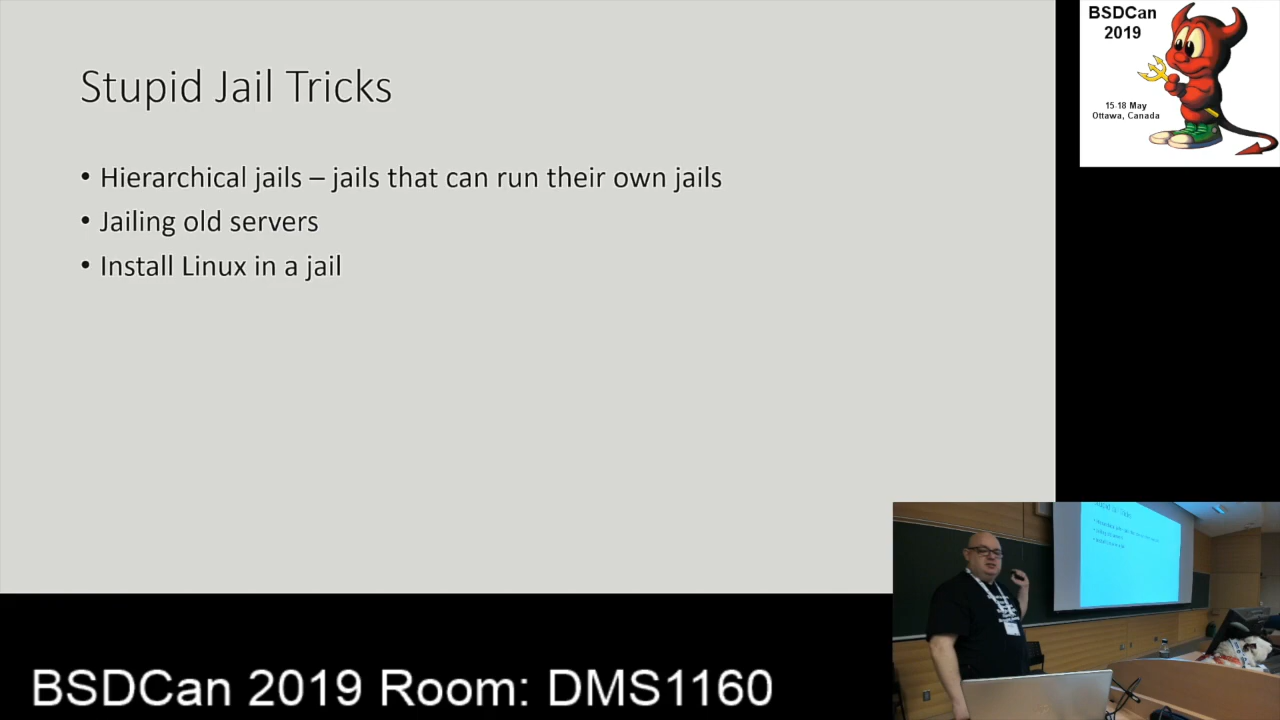 Stupid Jail Tricks
• Hierarchical jails – jails that can run their own jails
• Jailing old servers
• Install Linux in a jail
BSDCan
2019
15-18 May
Ottawa, Canada
BSDCan 2019 Room: DMS1160